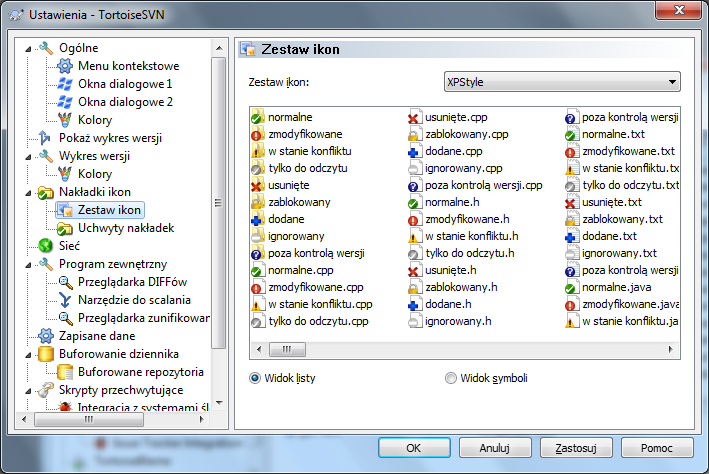 Ustawienia - TortoiseSVN
Ogólne
Menu kontekstowe
Okna dialogowe 1
Okna dialogowe 2
Kolory
Pokaż wykres wersji
Wykres wersji
Kolory
Nakładki ikon
Zestaw ikon
Uchwyty nakładek
Sieć
Program zewnętrzny
Przeglądarka DIFFów
Narzędzie do scalania
Przeglądarka zunifikowan
Zapisane dane
Buforowanie dziennika
Buforowane repozytoria
Skrypty przechwytujące
Integracja z systemami śl
Zestaw ikon
Zestaw ikon:
XPStyle
normalne
zmodyfikowane
w stanie konfliktu
tylko do odczytu
usunięte
zablokowany
dodane
ignorowany
poza kontrolą wersji
normalne.cpp
zmodyfikowane.cpp
w stanie konfliktu.cpp
tylko do odczytu.cpp
usunięte.cpp
zablokowany.cpp
dodane.cpp
ignorowany.cpp
poza kontrolą wersji.cpp
normalne.h
zmodyfikowane.h
w stanie konfliktu.h
tylko do odczytu.h
usunięte.h
zablokowany.h
dodane.h
ignorowany.h
poza kontrolą wersji
normalne.txt
zmodyfikowane.txt
w stanie konfliktu.tx
tylko do odczytu.txt
usunięte.txt
zablokowany.txt
dodane.txt
ignorowany.txt
poza kontrolą wersji
normalne.java
zmodyfikowane.java
w stanie konfliktu.ja
Widok listy
Widok symboli
OK
Anuluj
Zastosuj
Pomoc